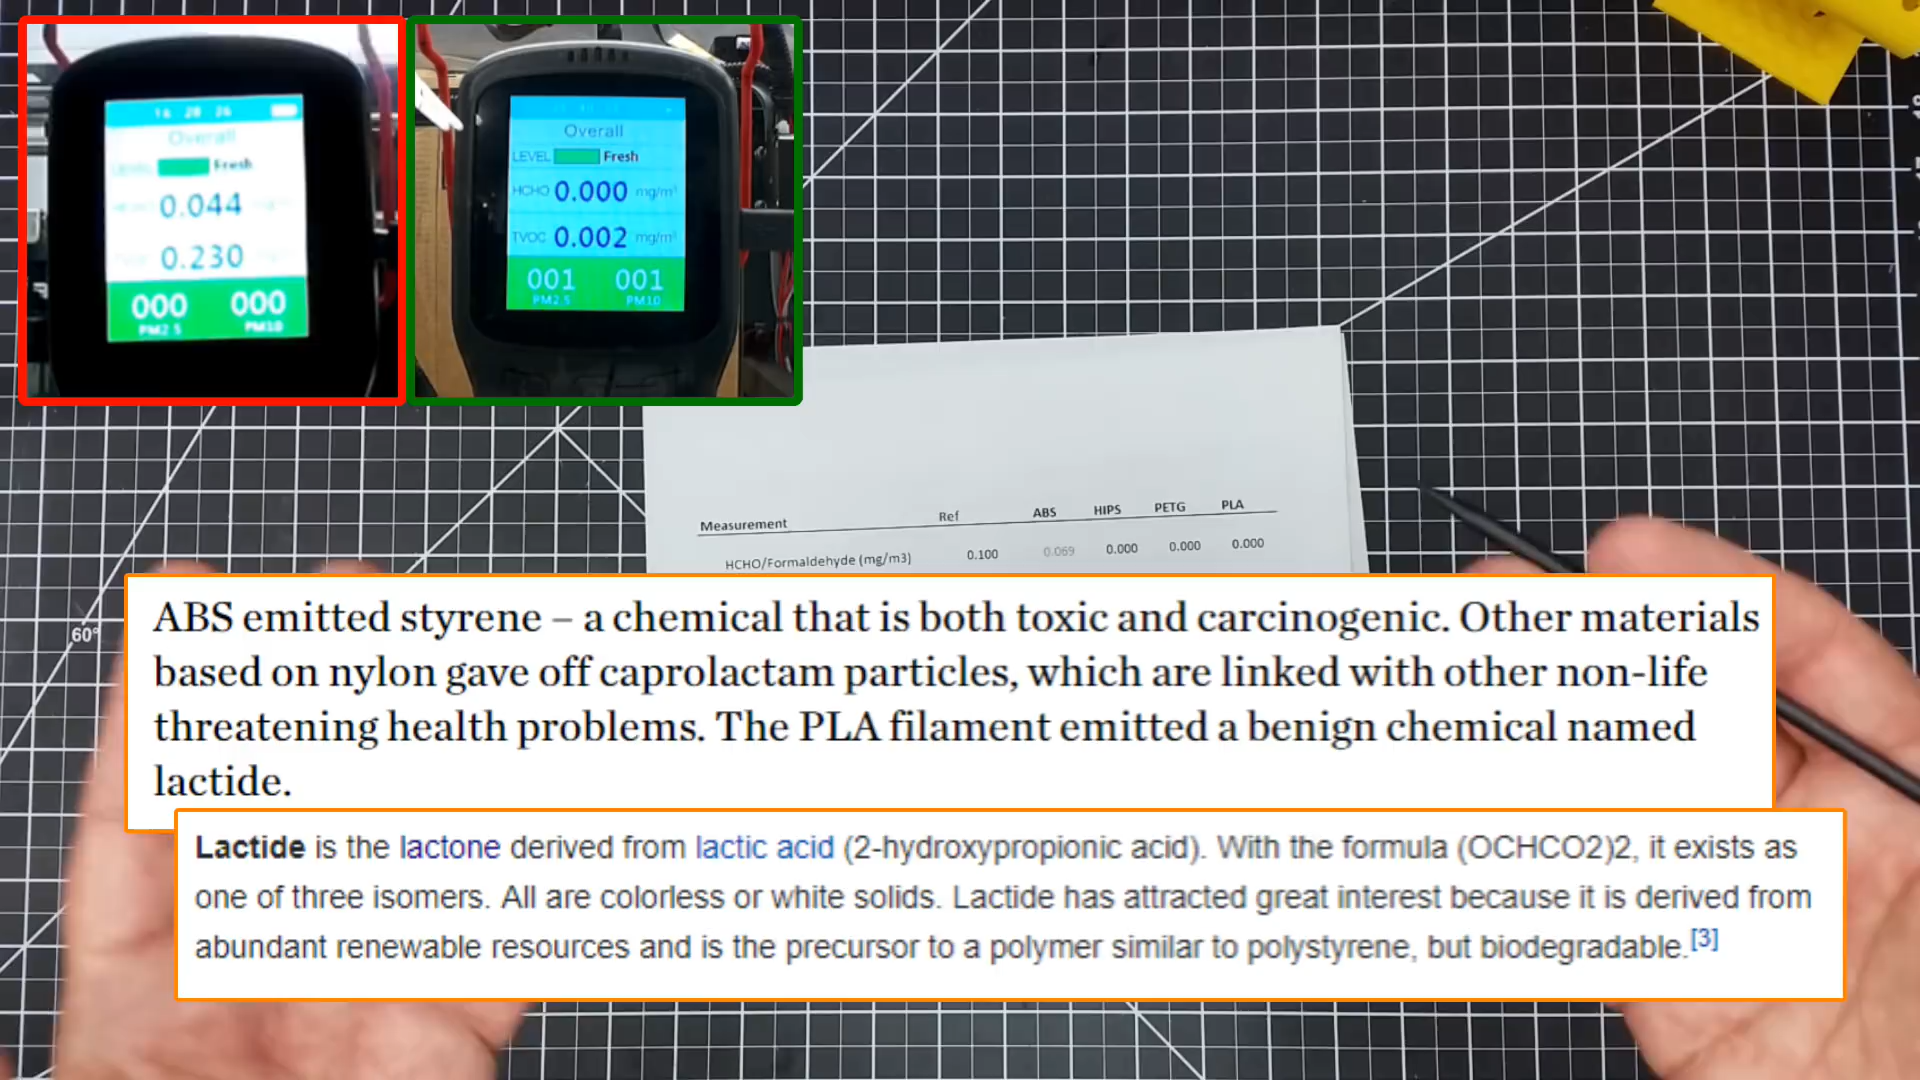 16 28 26
Overall
Fresh
0.044
0.230
000 000
PM2.5 PM10
Overall
LEVEL Fresh
HCHO 0.000 mg/m³
TVOC 0.002 mg/m³
001 001
PM2.5 PM10
Measurement Ref ABS HIPS PETG PLA
HCHO/Formaldehyde (mg/m3) 0.100 0.069 0.000 0.000 0.000
60°
ABS emitted styrene – a chemical that is both toxic and carcinogenic. Other materials
based on nylon gave off caprolactam particles, which are linked with other non-life
threatening health problems. The PLA filament emitted a benign chemical named
lactide.
Lactide is the lactone derived from lactic acid (2-hydroxypropionic acid). With the formula (OCHCO2)2, it exists as
one of three isomers. All are colorless or white solids. Lactide has attracted great interest because it is derived from
abundant renewable resources and is the precursor to a polymer similar to polystyrene, but biodegradable.[3]